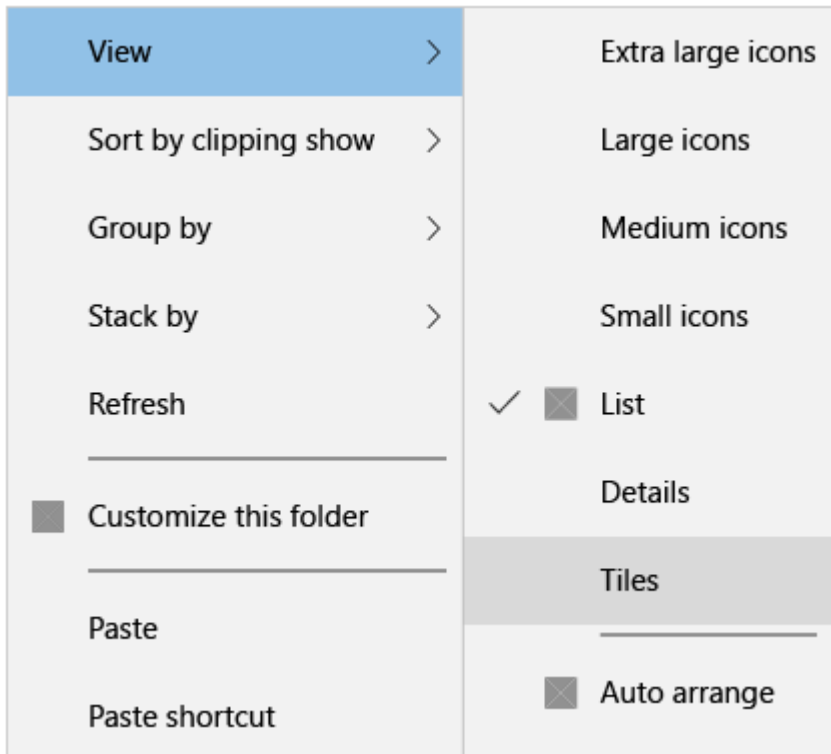 View
Sort by clipping show
Group by
Stack by
Refresh
Customize this folder
Paste
Paste shortcut
Extra large icons
Large icons
Medium icons
Small icons
List
Details
Tiles
Auto arrange